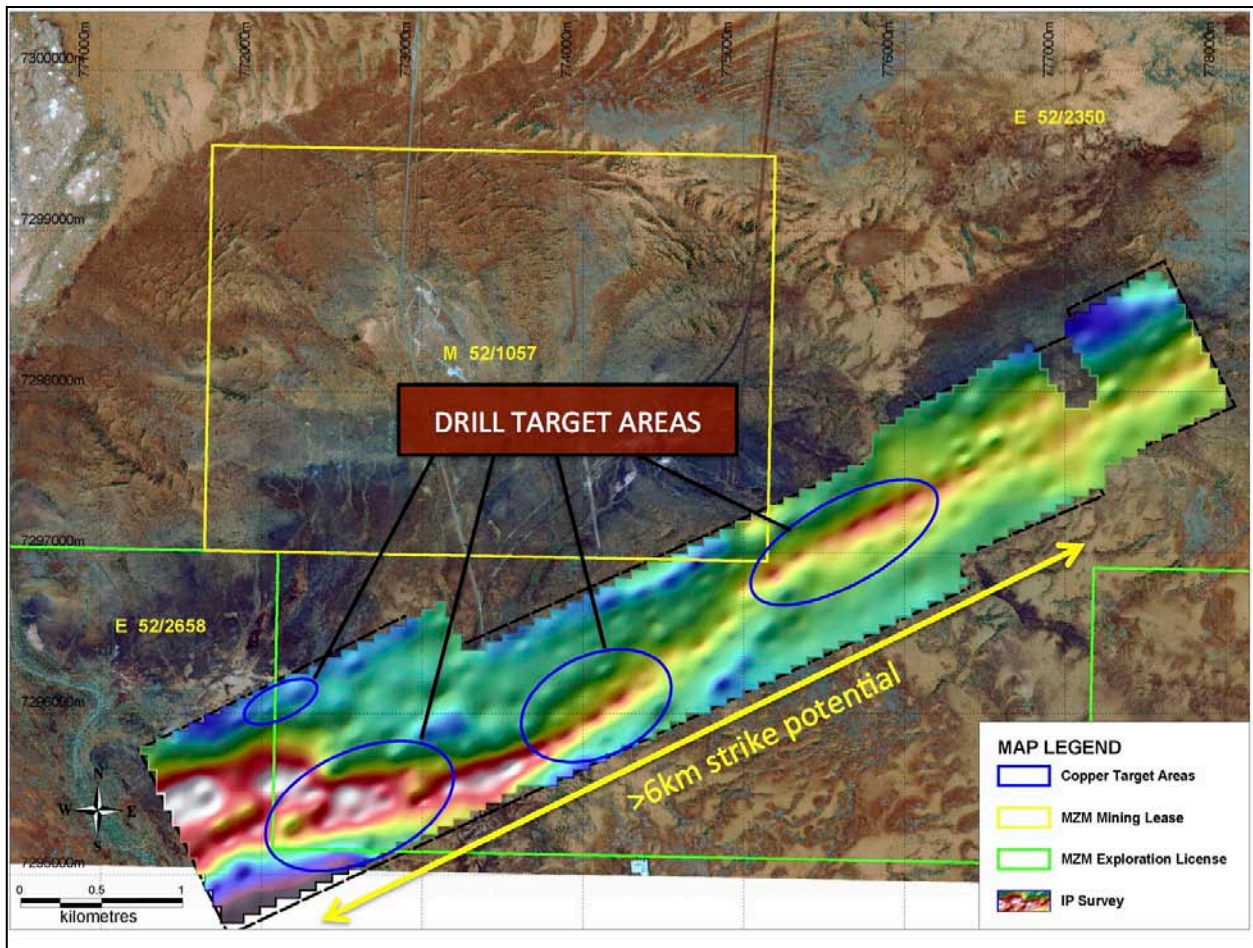 771000m
772000m
773000m
774000m
775000m
776000m
777000m
778000m
7300000m
E 52/2350
7299000m
M 52/1057
7298000m
DRILL TARGET AREAS
7297000m
E 52/2658
7296000m
>6km strike potential
N
W
E
S
7295000m
0
0.5
1
kilometres
MAP LEGEND
Copper Target Areas
MZM Mining Lease
MZM Exploration License
IP Survey